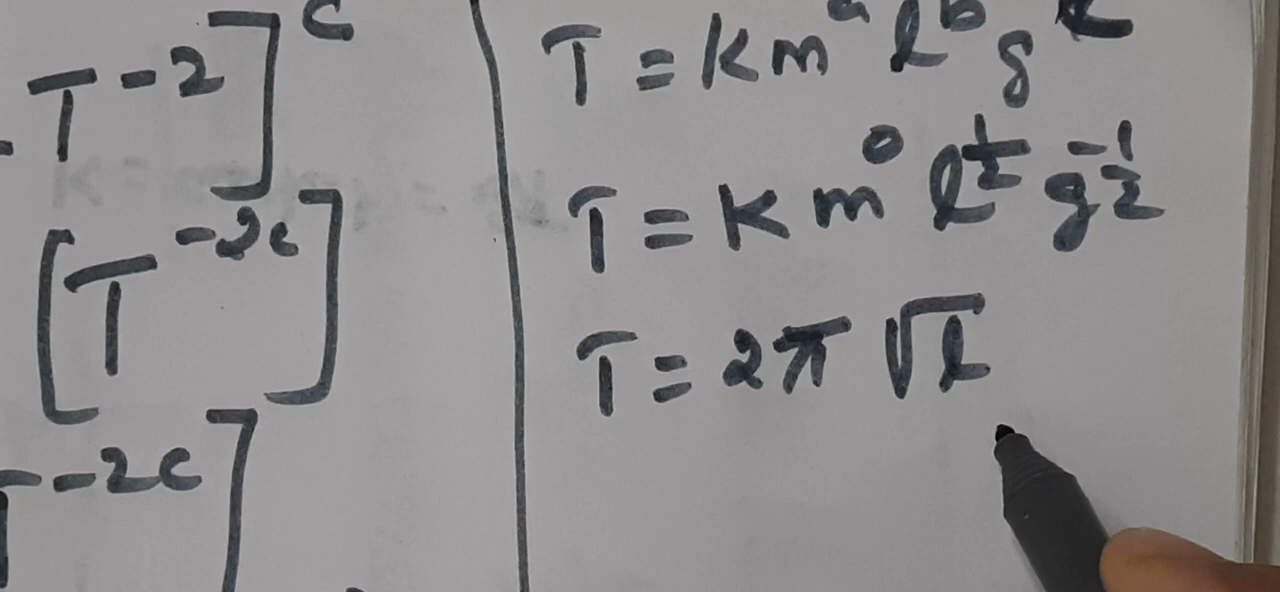 T⁻²]ᶜ
[T⁻²ᶜ]
T⁻²ᶜ]
T = K mᵃ lᵇ gᶜ
T = K m⁰ l^½ g^-½
T = 2π √l